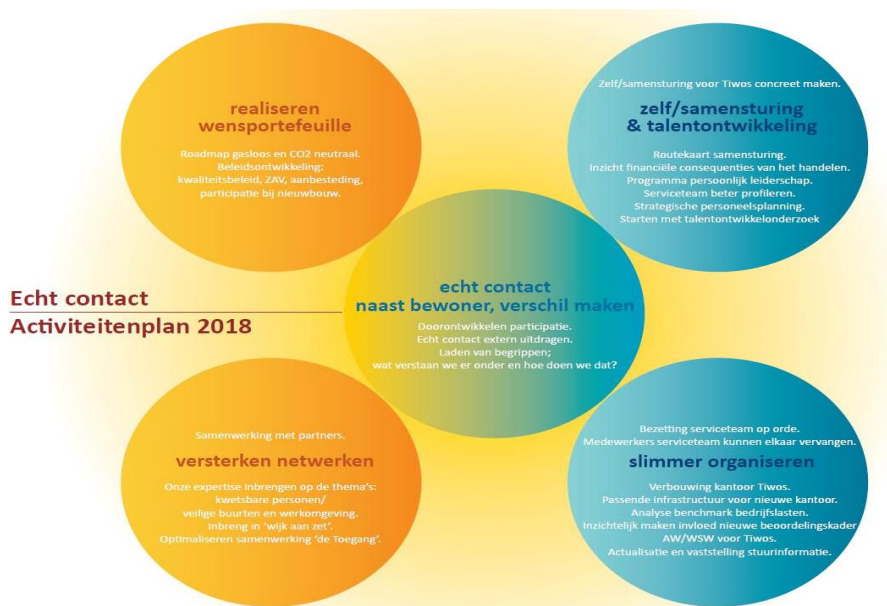 realiseren
wensportefeuille
Roadmap gasloos en CO2 neutraal.
Beleidsontwikkeling:
kwaliteitsbeleid, ZAV, aanbesteding,
participatie bij nieuwbouw.
Zelf/samensturing voor Tiwos concreet maken.
zelf/samensturing
& talentontwikkeling
Routekaart samensturing.
Inzicht financiële consequenties van het handelen.
Programma persoonlijk leiderschap.
Serviceteam beter profileren.
Strategische personeelsplanning.
Starten met talentontwikkelonderzoek
Echt contact
Activiteitenplan 2018
echt contact
naast bewoner, verschil maken
Doorontwikkelen participatie.
Echt contact extern uitdragen.
Laden van begrippen;
wat verstaan we er onder en hoe doen we dat?
Samenwerking met partners.
versterken netwerken
Onze expertise inbrengen op de thema's:
kwetsbare personen/
veilige buurten en werkomgeving.
Inbreng in 'wijk aan zet'.
Optimaliseren samenwerking 'de Toegang'.
Bezetting serviceteam op orde.
Medewerkers serviceteam kunnen elkaar vervangen.
slimmer organiseren
Verbouwing kantoor Tiwos.
Passende infrastructuur voor nieuwe kantoor.
Analyse benchmark bedrijfslasten.
Inzichtelijk maken invloed nieuwe beoordelingskader
AW/WSW voor Tiwos.
Actualisatie en vaststelling stuurinformatie.